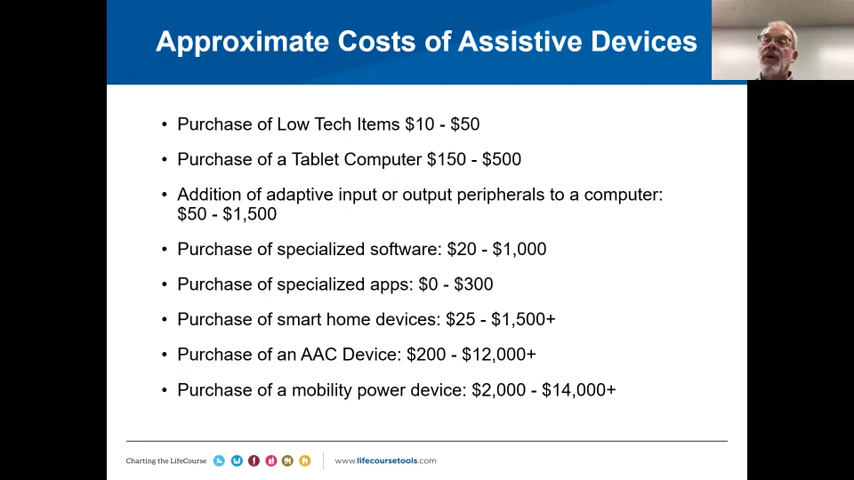 Approximate Costs of Assistive Devices
• Purchase of Low Tech Items $10 - $50
• Purchase of a Tablet Computer $150 - $500
• Addition of adaptive input or output peripherals to a computer:
$50 - $1,500
• Purchase of specialized software: $20 - $1,000
• Purchase of specialized apps: $0 - $300
• Purchase of smart home devices: $25 - $1,500+
• Purchase of an AAC Device: $200 - $12,000+
• Purchase of a mobility power device: $2,000 - $14,000+
Charting the LifeCourse www.lifecoursetools.com